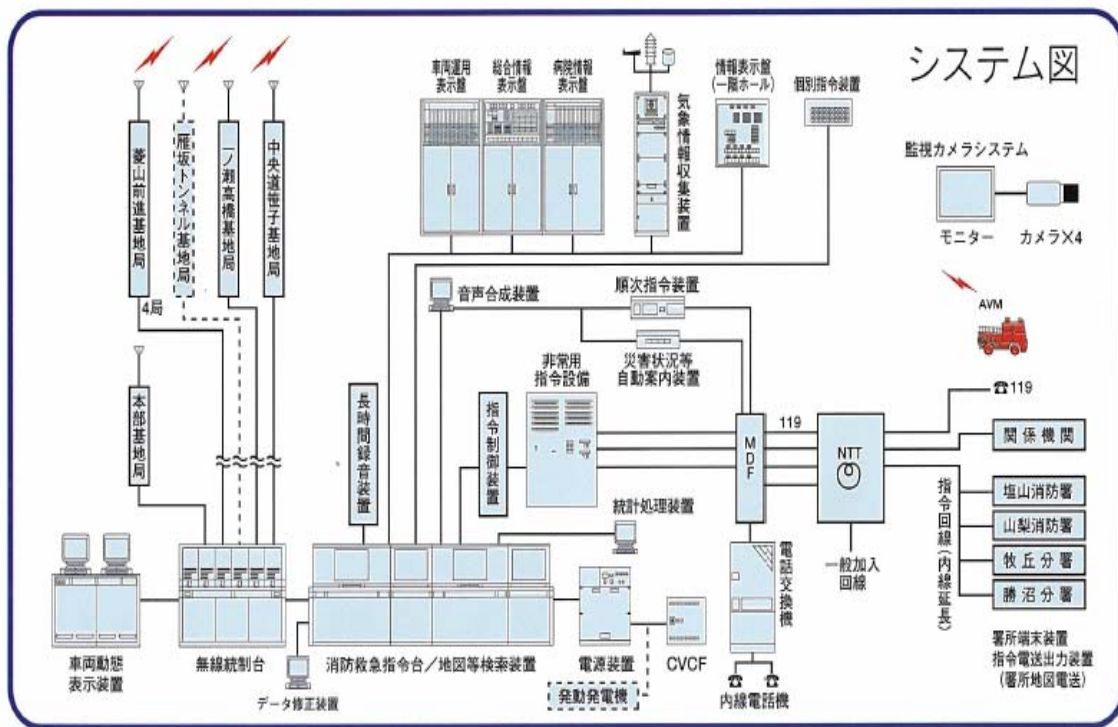 システム図
車両運用
表示盤
総合情報
表示盤
病院情報
表示盤
気象情報収集装置
情報表示盤
(一階ホール)
個別指令装置
監視カメラシステム
モニター
カメラ×4
AVM
菱山前進基地局
雁坂トンネル基地局
一ノ瀬高橋基地局
中央道笹子基地局
4局
本部基地局
音声合成装置
順次指令装置
災害状況等
自動案内装置
非常用
指令設備
長時間録音装置
指令制御装置
統計処理装置
MDF
119
NTT
119
関係機関
塩山消防署
山梨消防署
牧丘分署
勝沼分署
指令回線(内線延長)
一般加入
回線
電話交換機
署所端末装置
指令電送出力装置
(署所地図電送)
車両動態
表示装置
無線統制台
データ修正装置
消防救急指令台/地図等検索装置
電源装置
CVCF
発動発電機
内線電話機